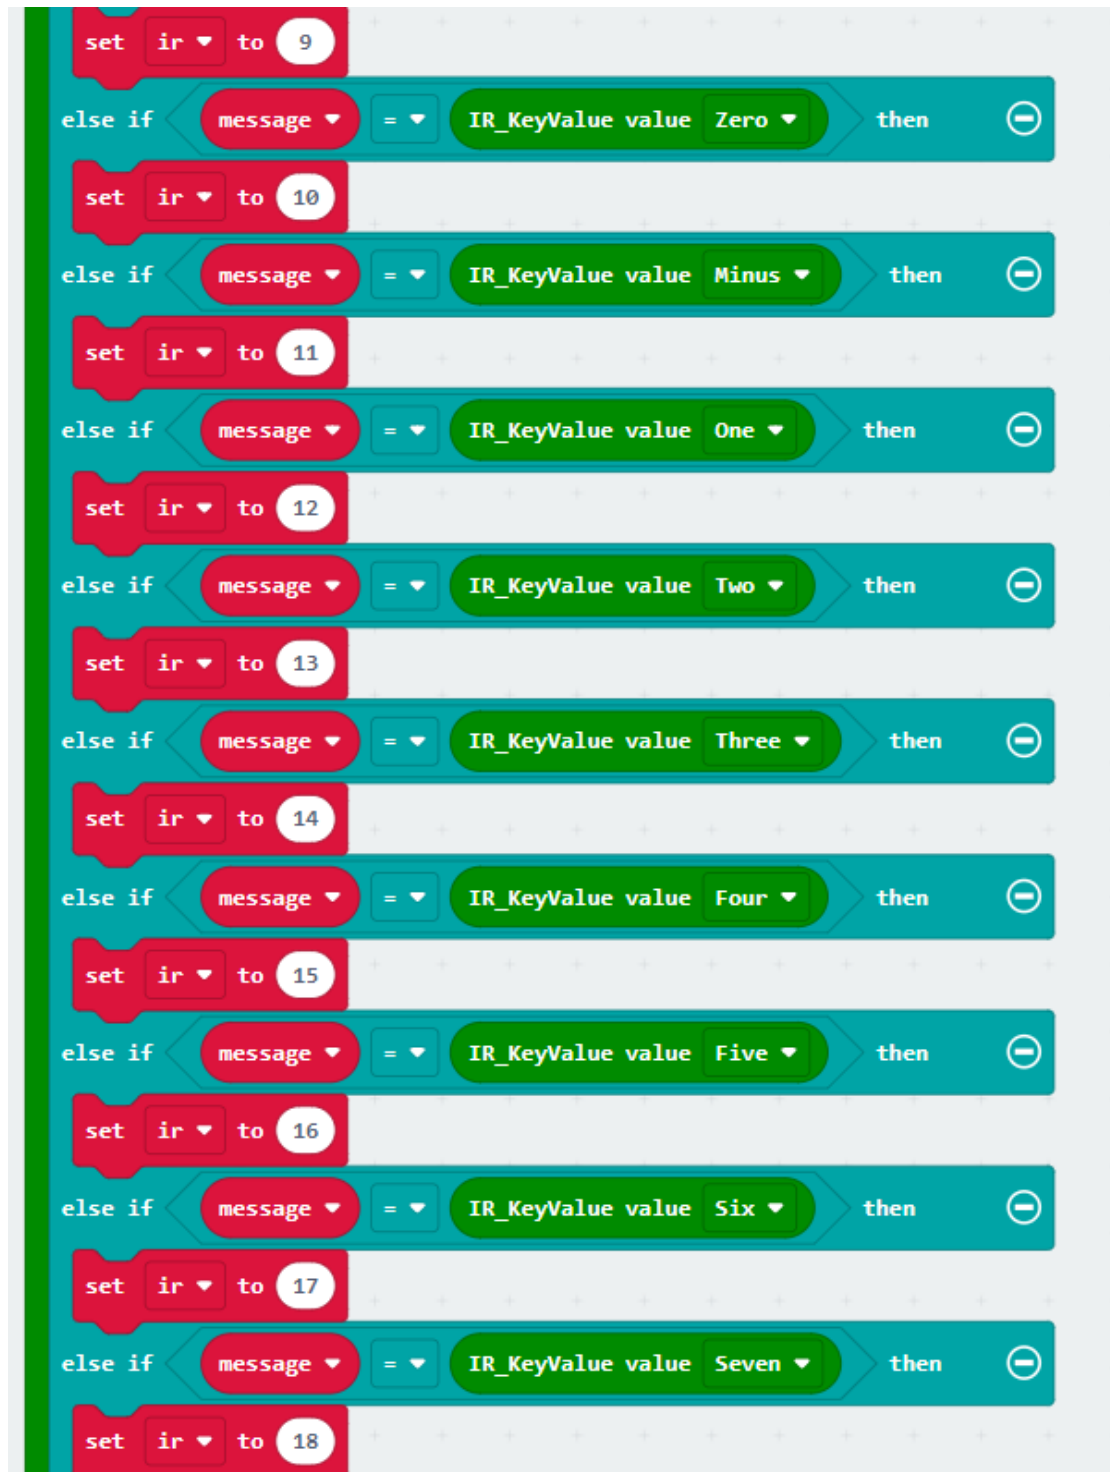 set ir to 9
else if message = IR_KeyValue value Zero then
set ir to 10
else if message = IR_KeyValue value Minus then
set ir to 11
else if message = IR_KeyValue value One then
set ir to 12
else if message = IR_KeyValue value Two then
set ir to 13
else if message = IR_KeyValue value Three then
set ir to 14
else if message = IR_KeyValue value Four then
set ir to 15
else if message = IR_KeyValue value Five then
set ir to 16
else if message = IR_KeyValue value Six then
set ir to 17
else if message = IR_KeyValue value Seven then
set ir to 18